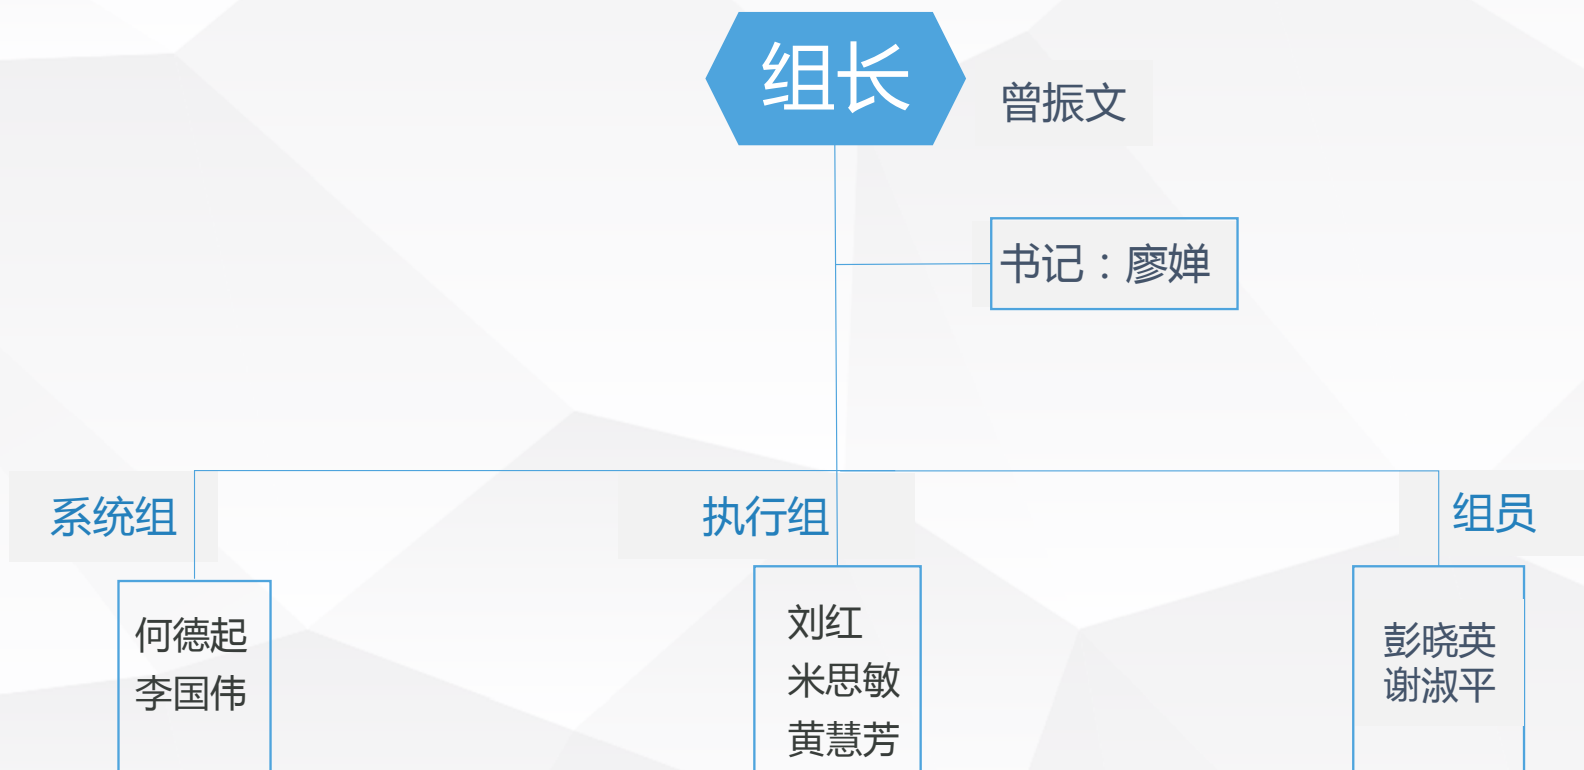 组长
曾振文
书记：廖婵
系统组
执行组
组员
何德起
李国伟
刘红
米思敏
黄慧芳
彭晓英
谢淑平